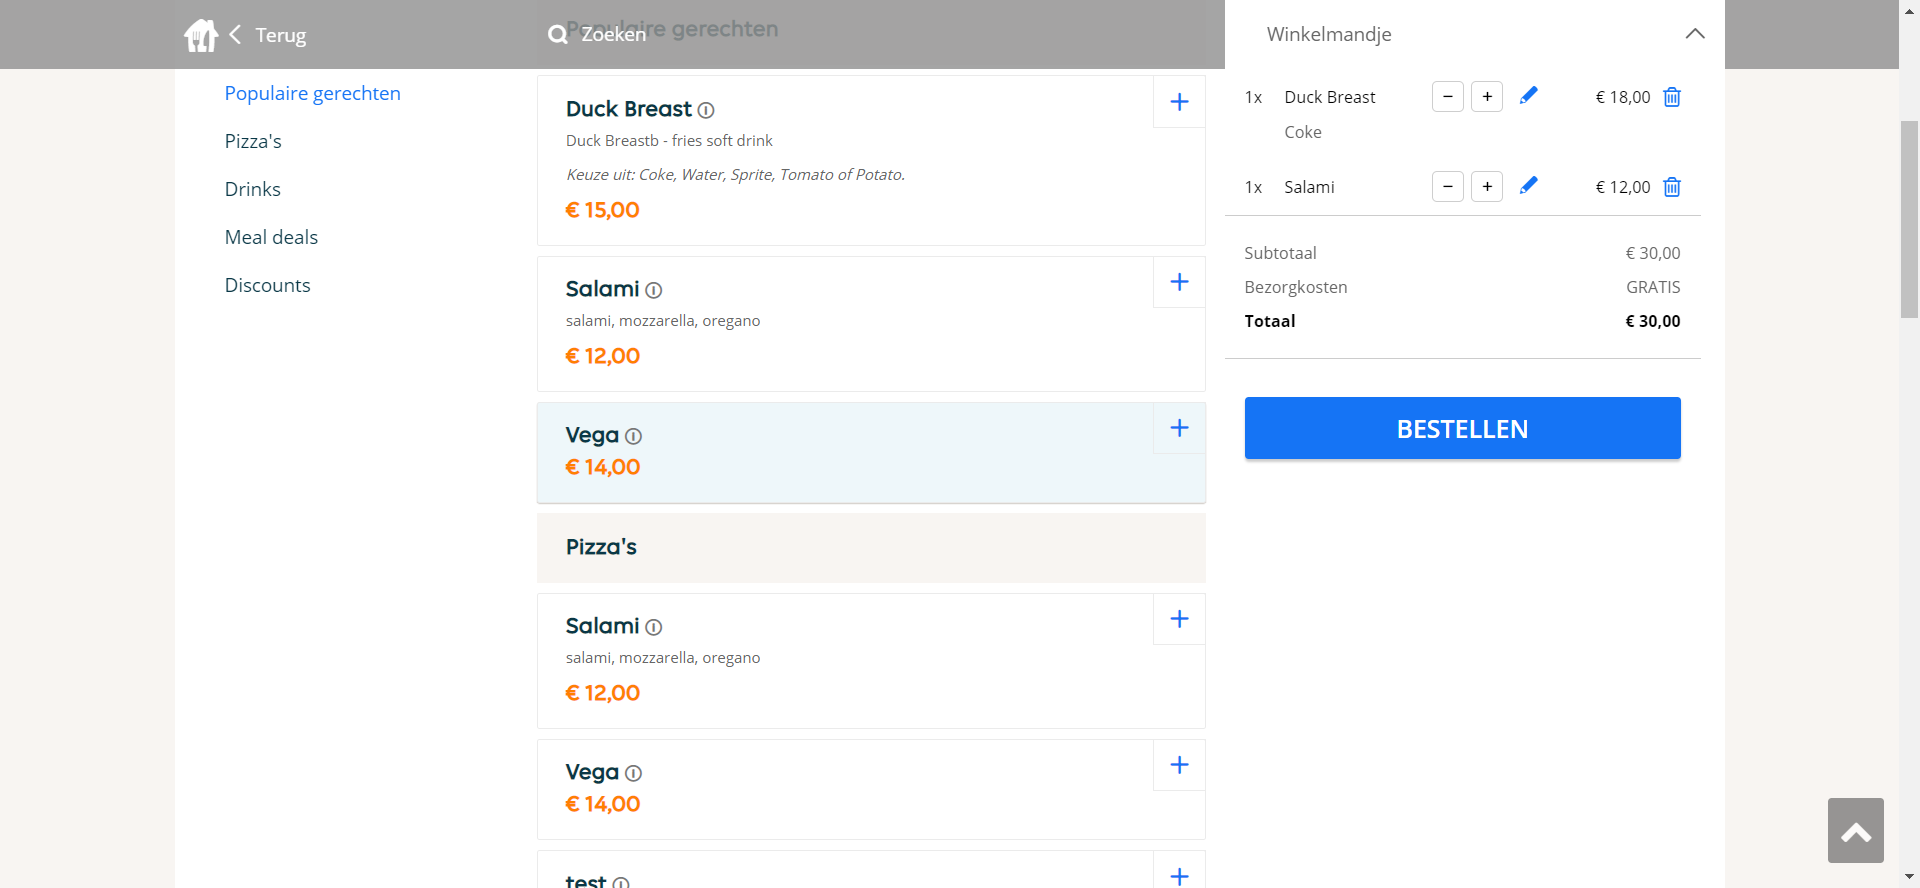 Terug
Zoeken
Populaire gerechten
Winkelmandje
Populaire gerechten
Pizza's
Drinks
Meal deals
Discounts
Duck Breast
Duck Breastb - fries soft drink
Keuze uit: Coke, Water, Sprite, Tomato of Potato.
€ 15,00
Salami
salami, mozzarella, oregano
€ 12,00
Vega
€ 14,00
Pizza's
Salami
salami, mozzarella, oregano
€ 12,00
Vega
€ 14,00
test
1x Duck Breast € 18,00
Coke
1x Salami € 12,00
Subtotaal € 30,00
Bezorgkosten GRATIS
Totaal € 30,00
BESTELLEN